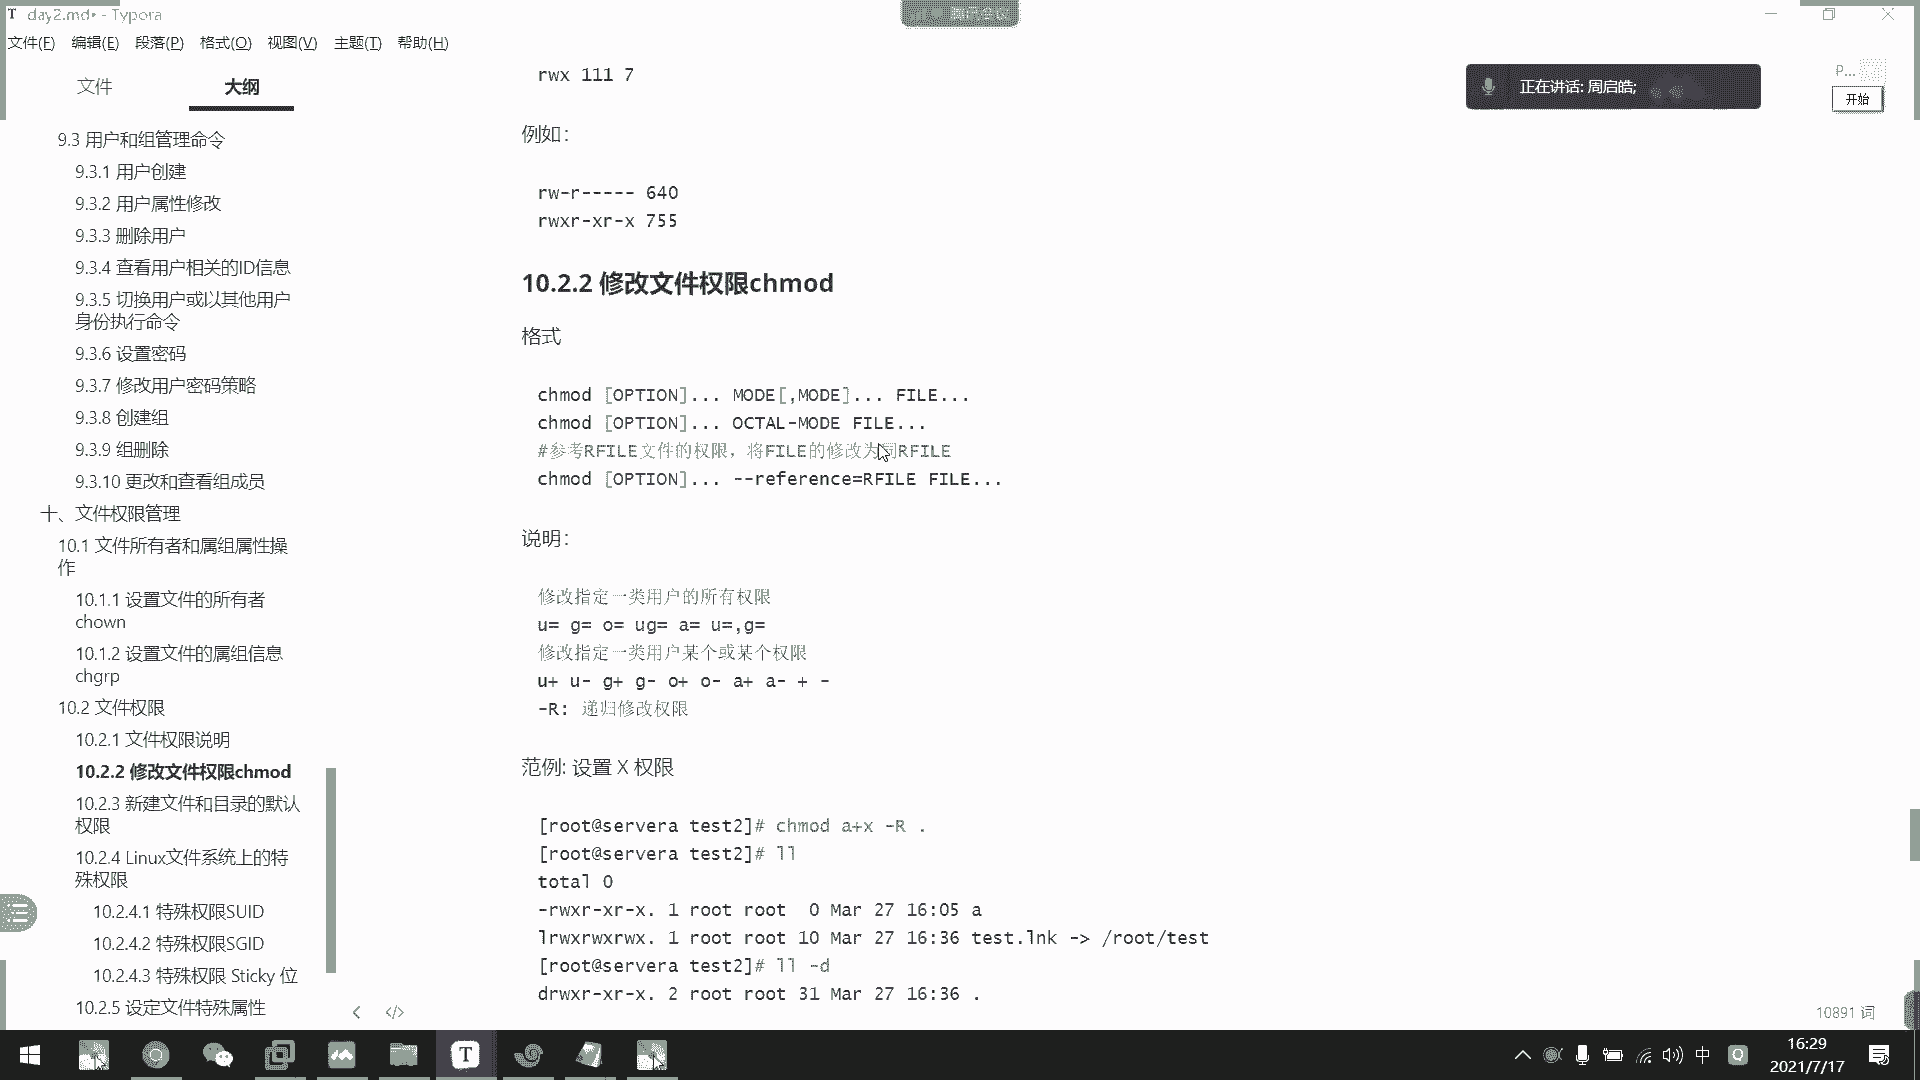 day2.md• - Typora
文件(F) 编辑(E) 段落(P) 格式(O) 视图(V) 主题(T) 帮助(H)
文件 大纲
9.3 用户和组管理命令
9.3.1 用户创建
9.3.2 用户属性修改
9.3.3 删除用户
9.3.4 查看用户相关的ID信息
9.3.5 切换用户或以其他用户
身份执行命令
9.3.6 设置密码
9.3.7 修改用户密码策略
9.3.8 创建组
9.3.9 组删除
9.3.10 更改和查看组成员
十、文件权限管理
10.1 文件所有者和属组属性操
作
10.1.1 设置文件的所有者
chown
10.1.2 设置文件的属组信息
chgrp
10.2 文件权限
10.2.1 文件权限说明
10.2.2 修改文件权限chmod
10.2.3 新建文件和目录的默认
权限
10.2.4 Linux文件系统上的特
殊权限
10.2.4.1 特殊权限SUID
10.2.4.2 特殊权限SGID
10.2.4.3 特殊权限 Sticky 位
10.2.5 设定文件特殊属性
rwx 111 7
例如：
rw-r----- 640
rwxr-xr-x 755
10.2.2 修改文件权限chmod
格式
chmod [OPTION]... MODE[,MODE]... FILE...
chmod [OPTION]... OCTAL-MODE FILE...
#参考RFILE文件的权限，将FILE的修改为同RFILE
chmod [OPTION]... --reference=RFILE FILE...
说明：
修改指定一类用户的所有权限
u= g= o= ug= a= u=,g=
修改指定一类用户某个或某个权限
u+ u- g+ g- o+ o- a+ a- + -
-R: 递归修改权限
范例: 设置 X 权限
[root@servera test2]# chmod a+x -R .
[root@servera test2]# ll
total 0
-rwxr-xr-x. 1 root root  0 Mar 27 16:05 a
lrwxrwxrwx. 1 root root 10 Mar 27 16:36 test.lnk -> /root/test
[root@servera test2]# ll -d
drwxr-xr-x. 2 root root 31 Mar 27 16:36 .
正在讲话: 周启皓;
P...
开始
10891 词
中
16:29
2021/7/17